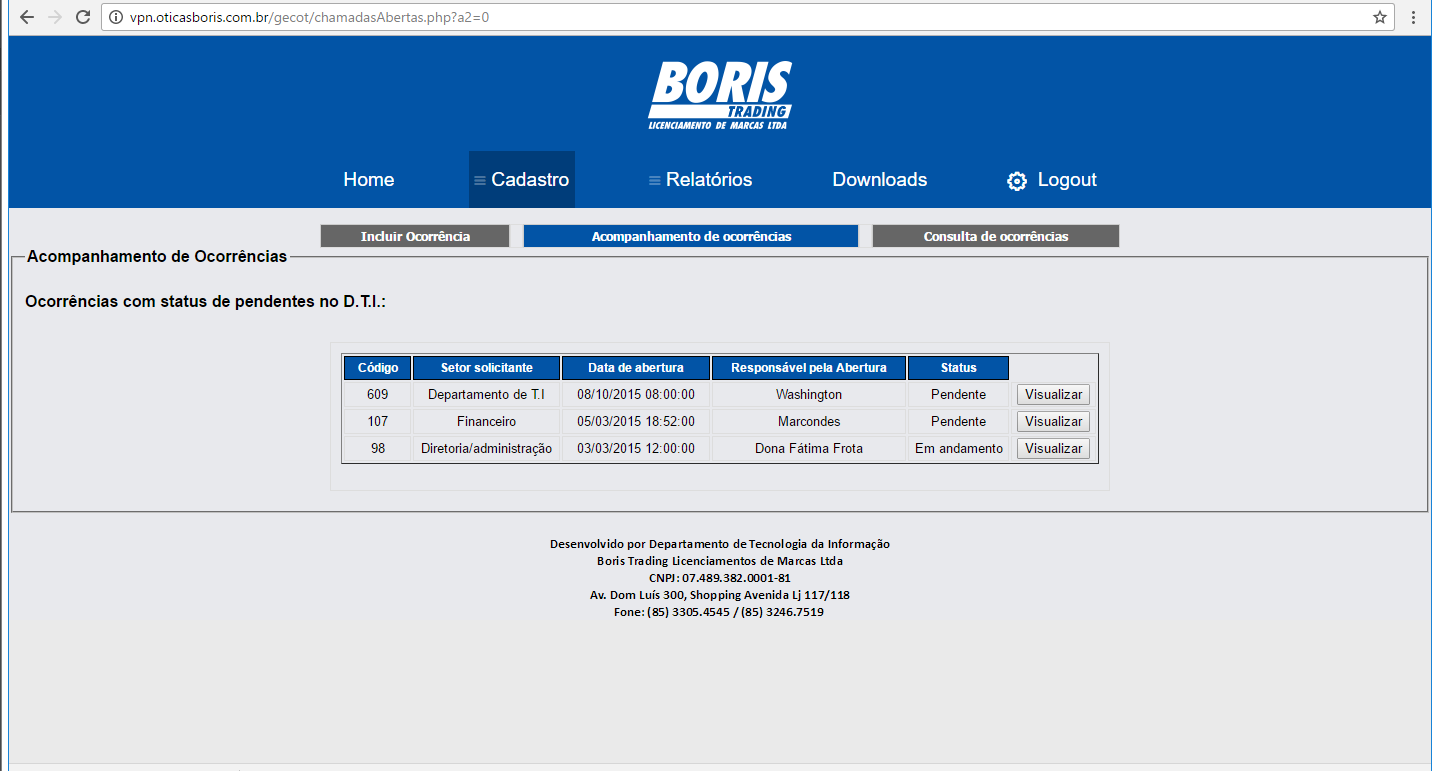 vpn.oticasboris.com.br/gecot/chamadasAbertas.php?a2=0
BORIS
TRADING
LICENCIAMENTO DE MARCAS LTDA
Home Cadastro Relatórios Downloads Logout
Incluir Ocorrência Acompanhamento de ocorrências Consulta de ocorrências
Acompanhamento de Ocorrências
Ocorrências com status de pendentes no D.T.I.:
Código Setor solicitante Data de abertura Responsável pela Abertura Status
609 Departamento de T.I 08/10/2015 08:00:00 Washington Pendente Visualizar
107 Financeiro 05/03/2015 18:52:00 Marcondes Pendente Visualizar
98 Diretoria/administração 03/03/2015 12:00:00 Dona Fátima Frota Em andamento Visualizar
Desenvolvido por Departamento de Tecnologia da Informação
Boris Trading Licenciamentos de Marcas Ltda
CNPJ: 07.489.382.0001-81
Av. Dom Luís 300, Shopping Avenida Lj 117/118
Fone: (85) 3305.4545 / (85) 3246.7519